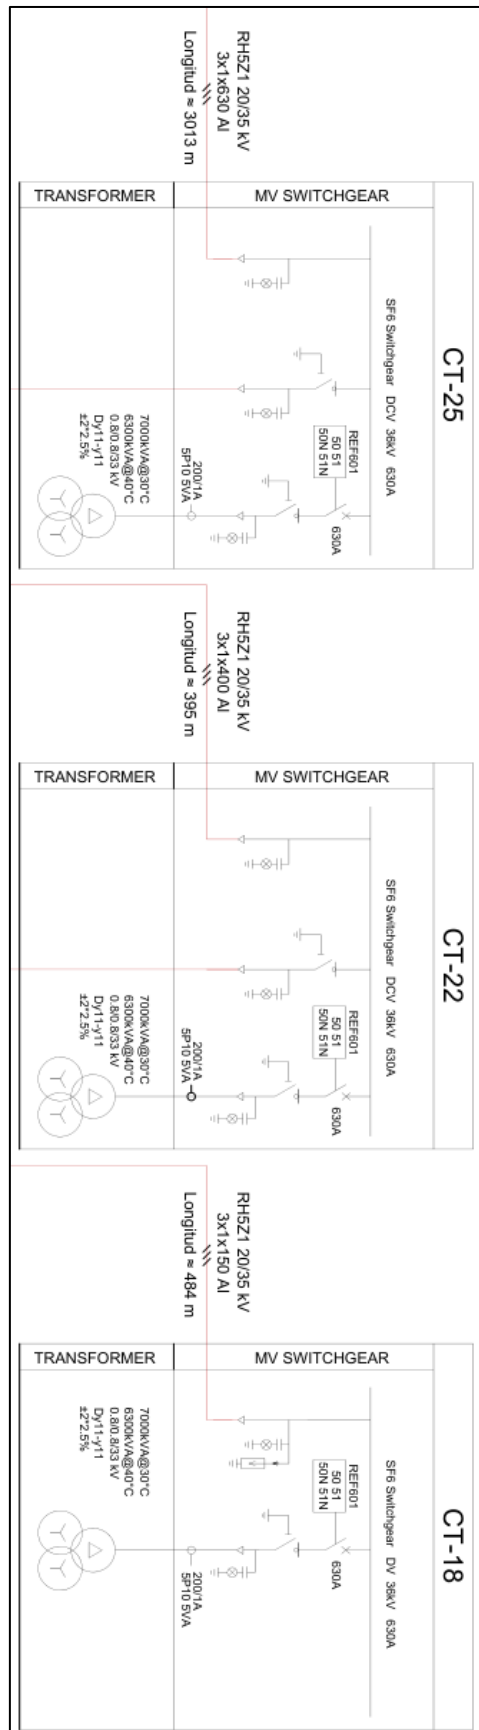 RH5Z1 20/35 kV
3x1x630 Al
Longitud ≈ 3013 m
CT-25
MV SWITCHGEAR
TRANSFORMER
SF6 Switchgear DCV 36kV 630A
REF601
50 51
50N 51N
630A
200/1A
5P10 5VA
7000kVA@30°C
6300kVA@40°C
0.8/0.8/33 kV
Dy11-y11
±2*2.5%
RH5Z1 20/35 kV
3x1x400 Al
Longitud ≈ 395 m
CT-22
MV SWITCHGEAR
TRANSFORMER
SF6 Switchgear DCV 36kV 630A
REF601
50 51
50N 51N
630A
200/1A
5P10 5VA
7000kVA@30°C
6300kVA@40°C
0.8/0.8/33 kV
Dy11-y11
±2*2.5%
RH5Z1 20/35 kV
3x1x150 Al
Longitud ≈ 484 m
CT-18
MV SWITCHGEAR
TRANSFORMER
SF6 Switchgear DV 36kV 630A
REF601
50 51
50N 51N
630A
200/1A
5P10 5VA
7000kVA@30°C
6300kVA@40°C
0.8/0.8/33 kV
Dy11-y11
±2*2.5%